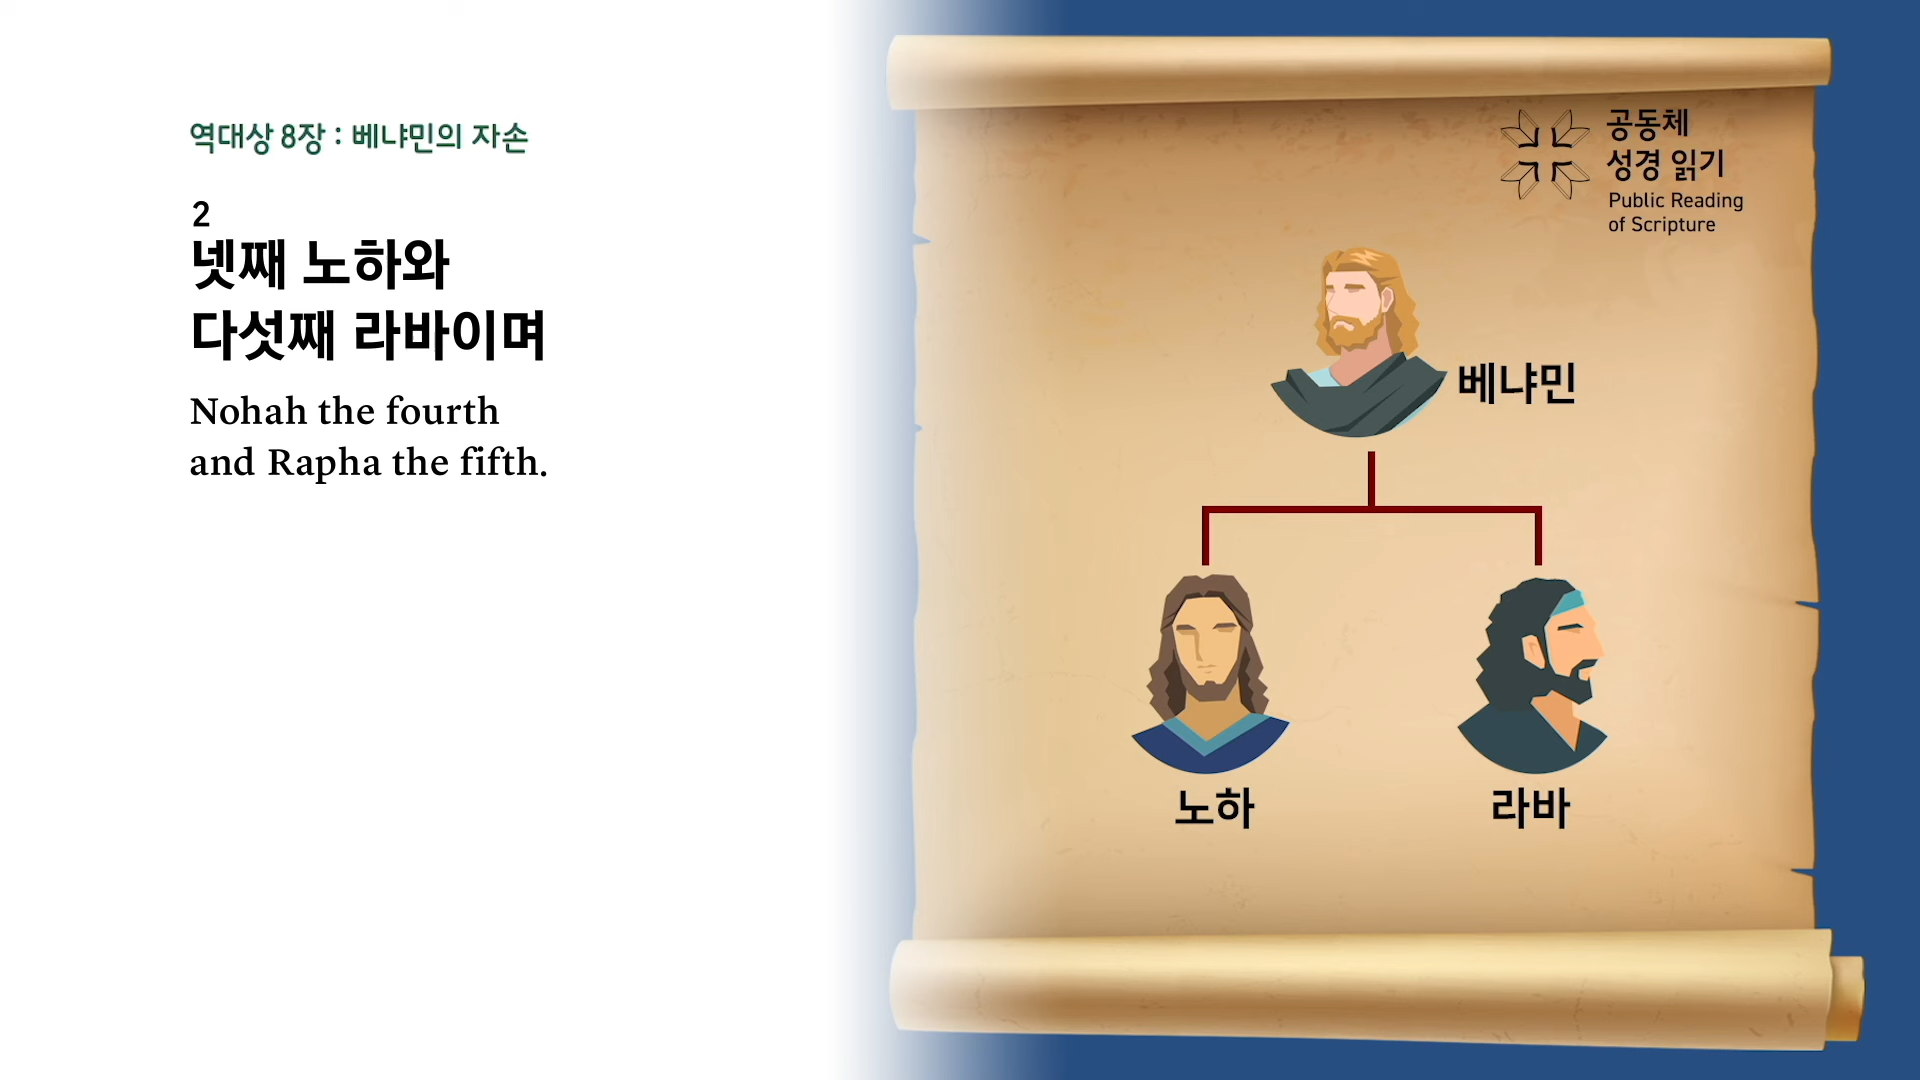 역대상 8장 : 베냐민의 자손
2
넷째 노하와
다섯째 라바이며
Nohah the fourth
and Rapha the fifth.
공동체
성경 읽기
Public Reading
of Scripture
베냐민
노하
라바